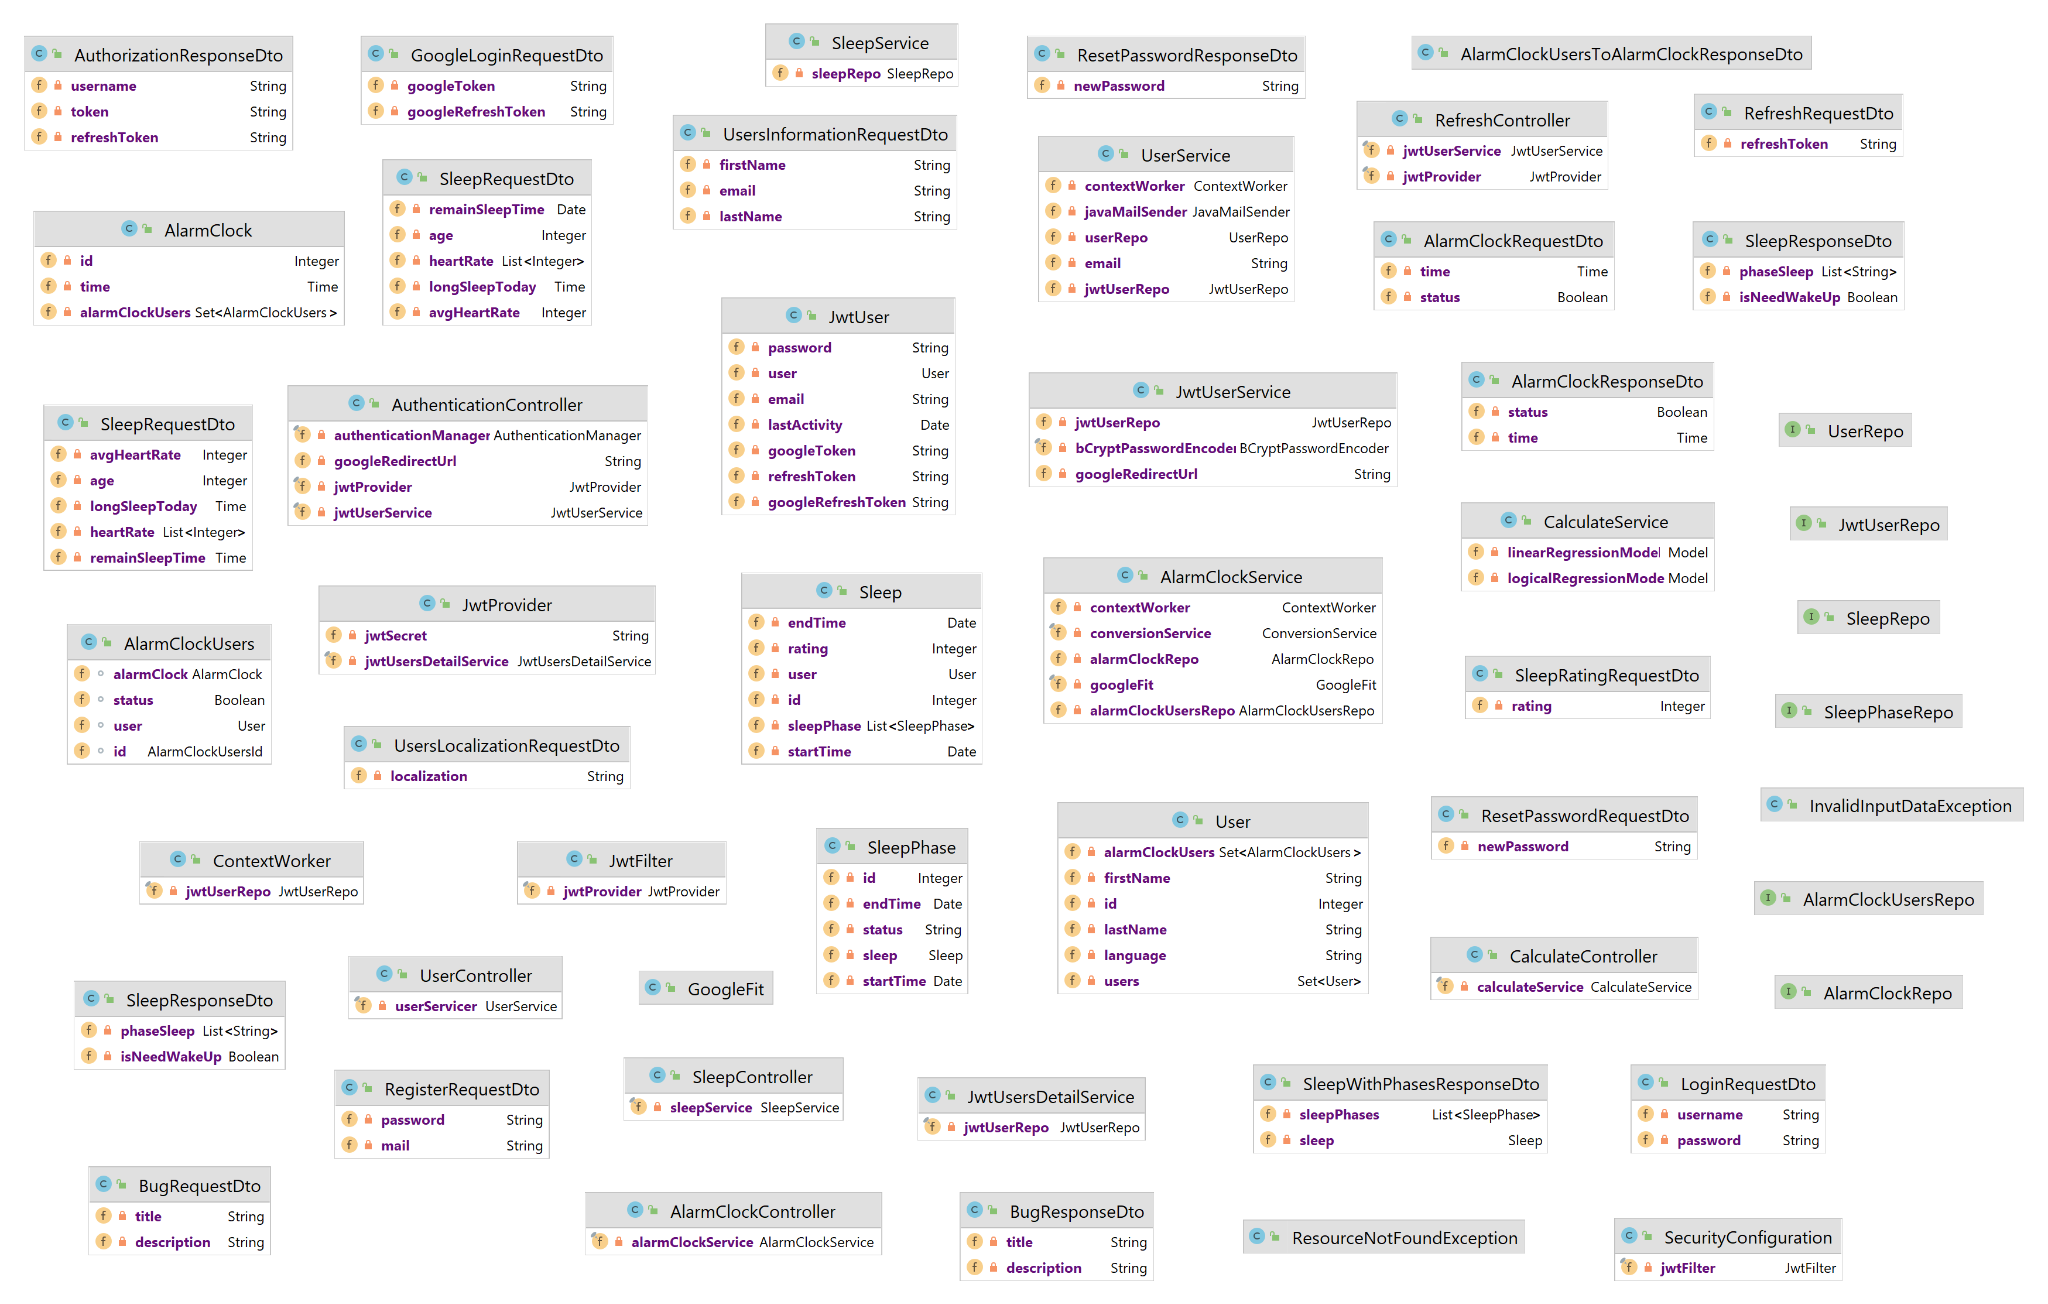 AuthorizationResponseDto
username String
token String
refreshToken String
GoogleLoginRequestDto
googleToken String
googleRefreshToken String
SleepService
sleepRepo SleepRepo
ResetPasswordResponseDto
newPassword String
AlarmClockUsersToAlarmClockResponseDto
UsersInformationRequestDto
firstName String
email String
lastName String
RefreshController
jwtUserService JwtUserService
jwtProvider JwtProvider
RefreshRequestDto
refreshToken String
SleepRequestDto
remainSleepTime Date
age Integer
heartRate List<Integer>
longSleepToday Time
avgHeartRate Integer
UserService
contextWorker ContextWorker
javaMailSender JavaMailSender
userRepo UserRepo
email String
jwtUserRepo JwtUserRepo
AlarmClock
id Integer
time Time
alarmClockUsers Set<AlarmClockUsers>
AlarmClockRequestDto
time Time
status Boolean
SleepResponseDto
phaseSleep List<String>
isNeedWakeUp Boolean
JwtUser
password String
user User
email String
lastActivity Date
googleToken String
refreshToken String
googleRefreshToken String
SleepRequestDto
avgHeartRate Integer
age Integer
longSleepToday Time
heartRate List<Integer>
remainSleepTime Time
AuthenticationController
authenticationManager AuthenticationManager
googleRedirectUrl String
jwtProvider JwtProvider
jwtUserService JwtUserService
JwtUserService
jwtUserRepo JwtUserRepo
bCryptPasswordEncoder BCryptPasswordEncoder
googleRedirectUrl String
AlarmClockResponseDto
status Boolean
time Time
UserRepo
CalculateService
linearRegressionModel Model
logicalRegressionMode Model
JwtUserRepo
JwtProvider
jwtSecret String
jwtUsersDetailService JwtUsersDetailService
Sleep
endTime Date
rating Integer
user User
id Integer
sleepPhase List<SleepPhase>
startTime Date
AlarmClockService
contextWorker ContextWorker
conversionService ConversionService
alarmClockRepo AlarmClockRepo
googleFit GoogleFit
alarmClockUsersRepo AlarmClockUsersRepo
SleepRepo
AlarmClockUsers
alarmClock AlarmClock
status Boolean
user User
id AlarmClockUsersId
SleepRatingRequestDto
rating Integer
SleepPhaseRepo
UsersLocalizationRequestDto
localization String
ContextWorker
jwtUserRepo JwtUserRepo
JwtFilter
jwtProvider JwtProvider
SleepPhase
id Integer
endTime Date
status String
sleep Sleep
startTime Date
User
alarmClockUsers Set<AlarmClockUsers>
firstName String
id Integer
lastName String
language String
users Set<User>
ResetPasswordRequestDto
newPassword String
InvalidInputDataException
AlarmClockUsersRepo
CalculateController
calculateService CalculateService
AlarmClockRepo
SleepResponseDto
phaseSleep List<String>
isNeedWakeUp Boolean
UserController
userServicer UserService
GoogleFit
RegisterRequestDto
password String
mail String
SleepController
sleepService SleepService
JwtUsersDetailService
jwtUserRepo JwtUserRepo
SleepWithPhasesResponseDto
sleepPhases List<SleepPhase>
sleep Sleep
LoginRequestDto
username String
password String
BugRequestDto
title String
description String
AlarmClockController
alarmClockService AlarmClockService
BugResponseDto
title String
description String
ResourceNotFoundException
SecurityConfiguration
jwtFilter JwtFilter